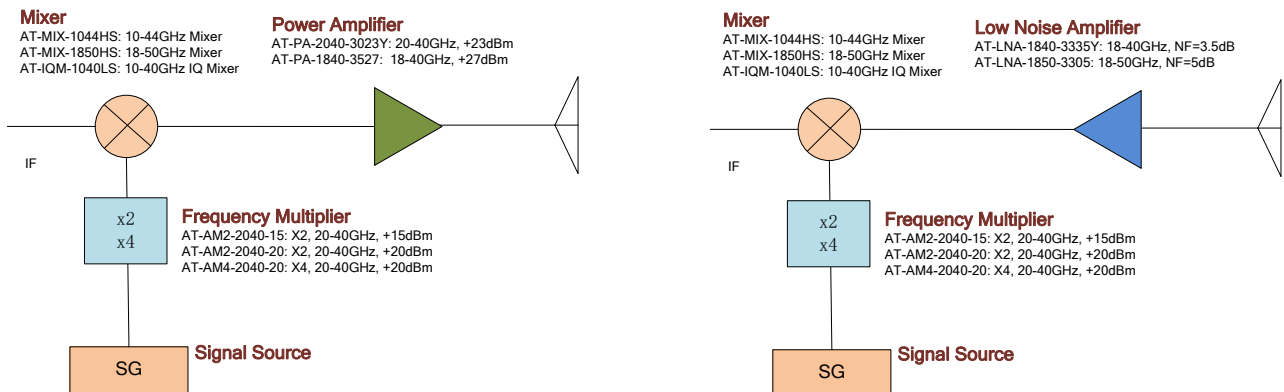 Mixer
AT-MIX-1044HS: 10-44GHz Mixer
AT-MIX-1850HS: 18-50GHz Mixer
AT-IQM-1040LS: 10-40GHz IQ Mixer
Power Amplifier
AT-PA-2040-3023Y: 20-40GHz, +23dBm
AT-PA-1840-3527: 18-40GHz, +27dBm
IF
x2
x4
Frequency Multiplier
AT-AM2-2040-15: X2, 20-40GHz, +15dBm
AT-AM2-2040-20: X2, 20-40GHz, +20dBm
AT-AM4-2040-20: X4, 20-40GHz, +20dBm
Signal Source
SG
Mixer
AT-MIX-1044HS: 10-44GHz Mixer
AT-MIX-1850HS: 18-50GHz Mixer
AT-IQM-1040LS: 10-40GHz IQ Mixer
Low Noise Amplifier
AT-LNA-1840-3335Y: 18-40GHz, NF=3.5dB
AT-LNA-1850-3305: 18-50GHz, NF=5dB
IF
x2
x4
Frequency Multiplier
AT-AM2-2040-15: X2, 20-40GHz, +15dBm
AT-AM2-2040-20: X2, 20-40GHz, +20dBm
AT-AM4-2040-20: X4, 20-40GHz, +20dBm
Signal Source
SG